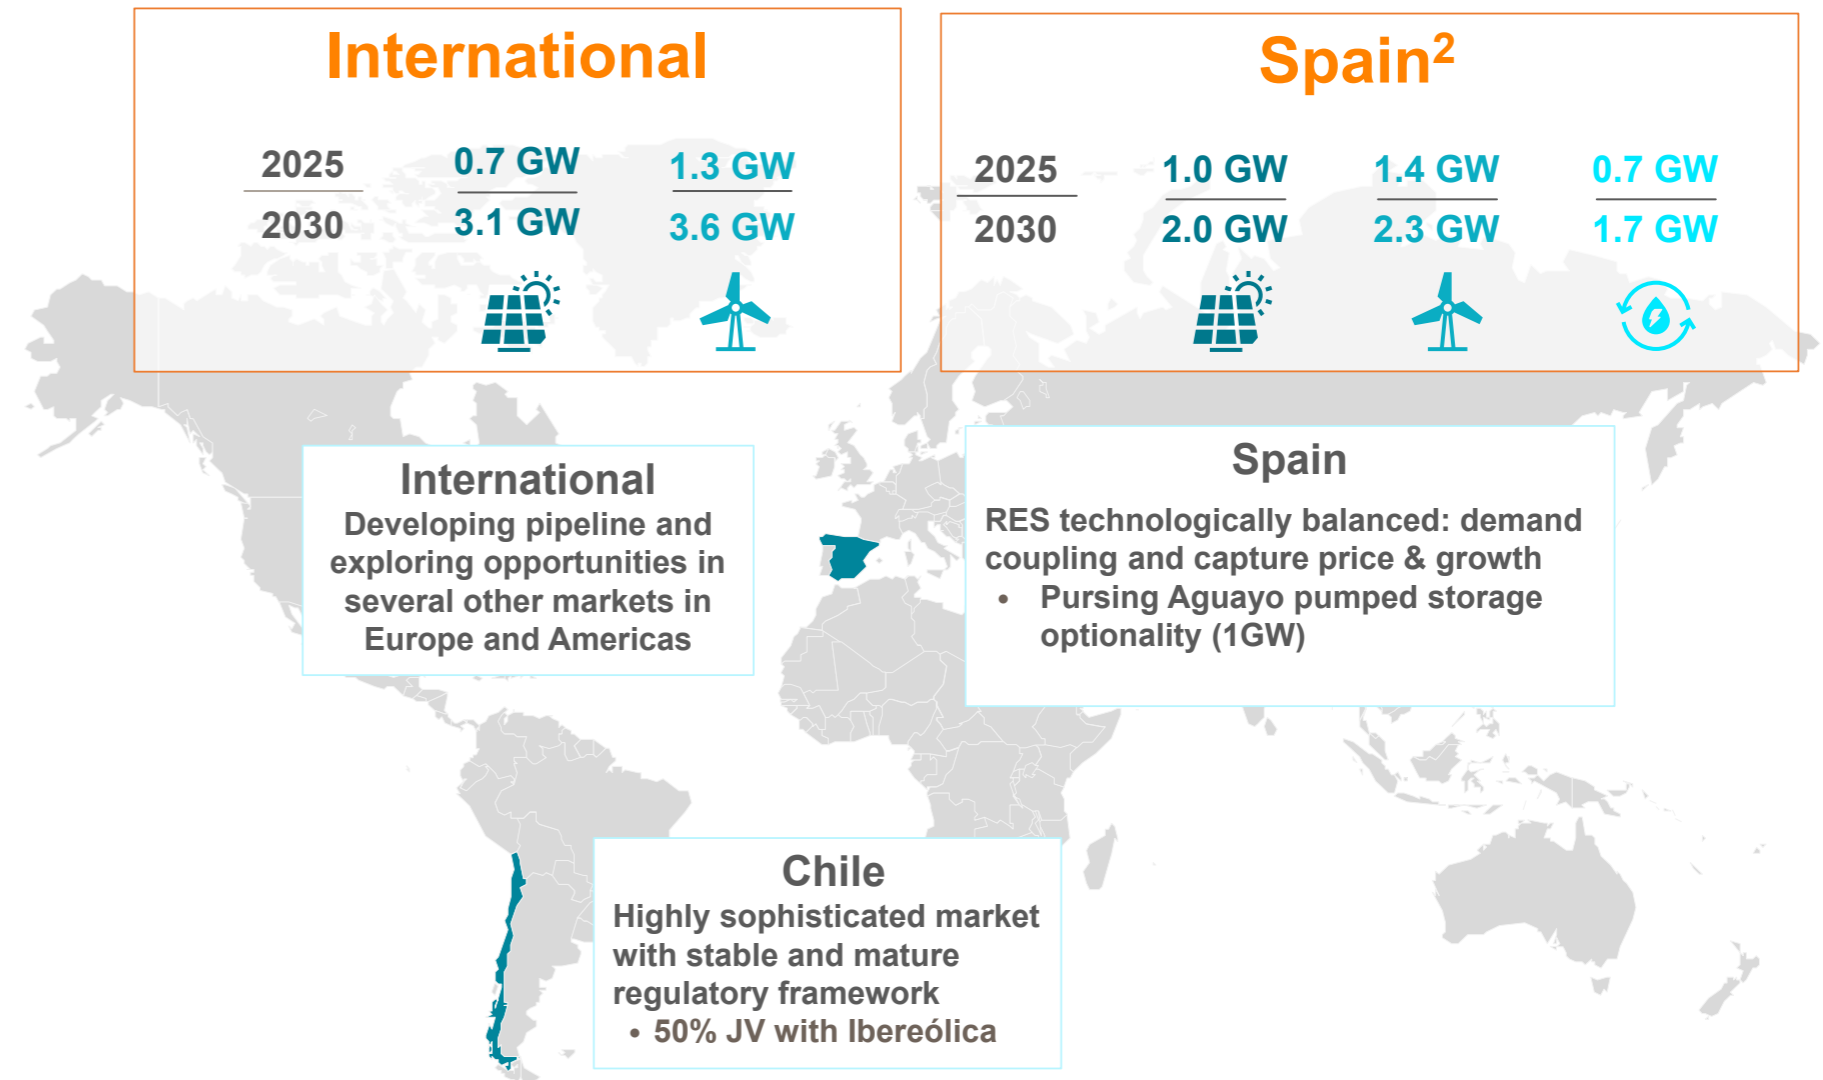 International
2025 0.7 GW 1.3 GW
2030 3.1 GW 3.6 GW
Spain²
2025 1.0 GW 1.4 GW 0.7 GW
2030 2.0 GW 2.3 GW 1.7 GW
International
Developing pipeline and
exploring opportunities in
several other markets in
Europe and Americas
Spain
RES technologically balanced: demand
coupling and capture price & growth
• Pursing Aguayo pumped storage
optionality (1GW)
Chile
Highly sophisticated market
with stable and mature
regulatory framework
• 50% JV with Ibereólica